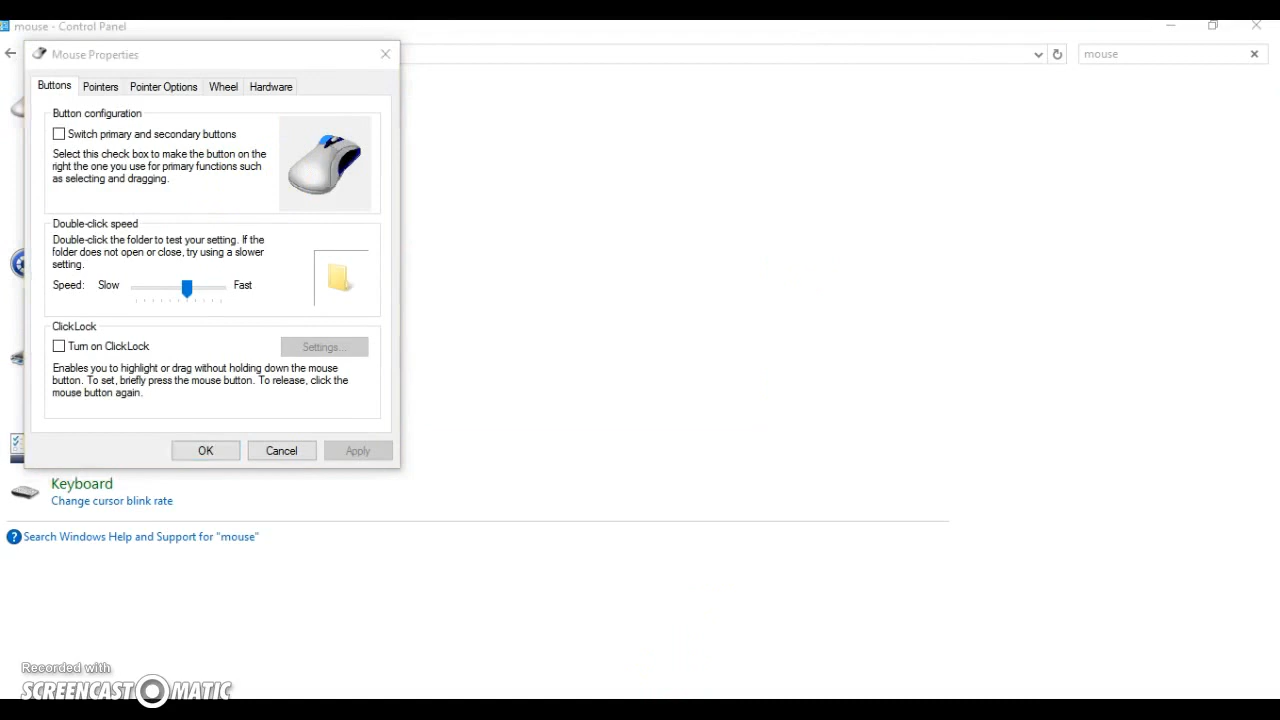 mouse - Control Panel
Mouse Properties
mouse
Buttons
Pointers
Pointer Options
Wheel
Hardware
Button configuration
Switch primary and secondary buttons
Select this check box to make the button on the
right the one you use for primary functions such
as selecting and dragging.
Double-click speed
Double-click the folder to test your setting. If the
folder does not open or close, try using a slower
setting.
Speed: Slow Fast
ClickLock
Turn on ClickLock
Settings...
Enables you to highlight or drag without holding down the mouse
button. To set, briefly press the mouse button. To release, click the
mouse button again.
OK
Cancel
Apply
Keyboard
Change cursor blink rate
Search Windows Help and Support for "mouse"
Recorded with
SCREENCAST-O-MATIC